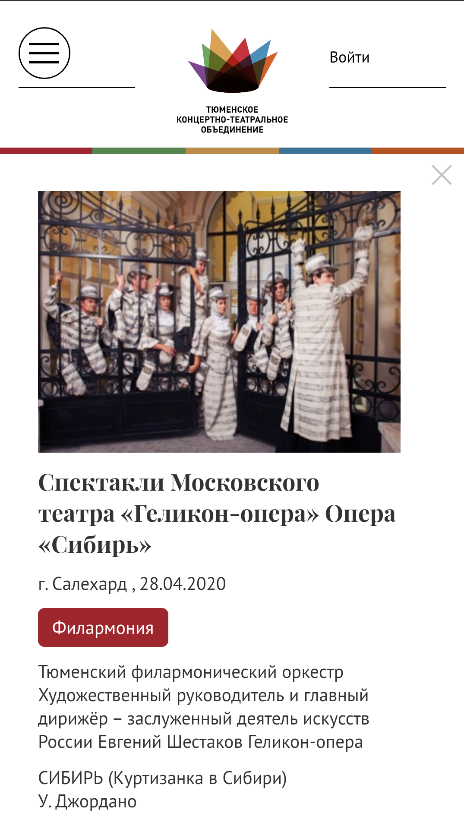 Войти
ТЮМЕНСКОЕ
КОНЦЕРТНО-ТЕАТРАЛЬНОЕ
ОБЪЕДИНЕНИЕ
Спектакли Московского
театра «Геликон-опера» Опера
«Сибирь»
г. Салехард , 28.04.2020
Филармония
Тюменский филармонический оркестр
Художественный руководитель и главный
дирижёр – заслуженный деятель искусств
России Евгений Шестаков Геликон-опера
СИБИРЬ (Куртизанка в Сибири)
У. Джордано